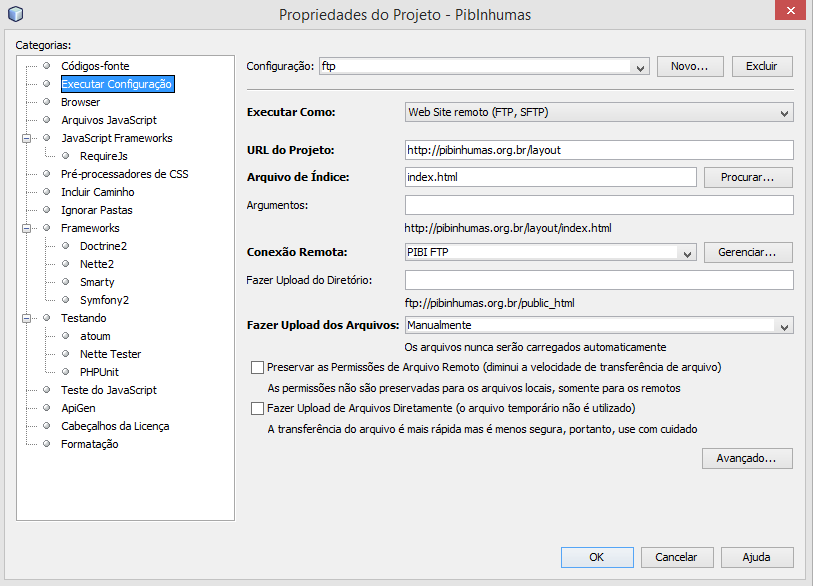 Propriedades do Projeto - PibInhumas
Categorias:
Códigos-fonte
Executar Configuração
Browser
Arquivos JavaScript
JavaScript Frameworks
RequireJs
Pré-processadores de CSS
Incluir Caminho
Ignorar Pastas
Frameworks
Doctrine2
Nette2
Smarty
Symfony2
Testando
atoum
Nette Tester
PHPUnit
Teste do JavaScript
ApiGen
Cabeçalhos da Licença
Formatação
Configuração: ftp Novo... Excluir
Executar Como: Web Site remoto (FTP, SFTP)
URL do Projeto: http://pibinhumas.org.br/layout
Arquivo de Índice: index.html Procurar...
Argumentos:
http://pibinhumas.org.br/layout/index.html
Conexão Remota: PIBI FTP Gerenciar...
Fazer Upload do Diretório:
ftp://pibinhumas.org.br/public_html
Fazer Upload dos Arquivos: Manualmente
Os arquivos nunca serão carregados automaticamente
Preservar as Permissões de Arquivo Remoto (diminui a velocidade de transferência de arquivo)
As permissões não são preservadas para os arquivos locais, somente para os remotos
Fazer Upload de Arquivos Diretamente (o arquivo temporário não é utilizado)
A transferência do arquivo é mais rápida mas é menos segura, portanto, use com cuidado
Avançado...
OK Cancelar Ajuda